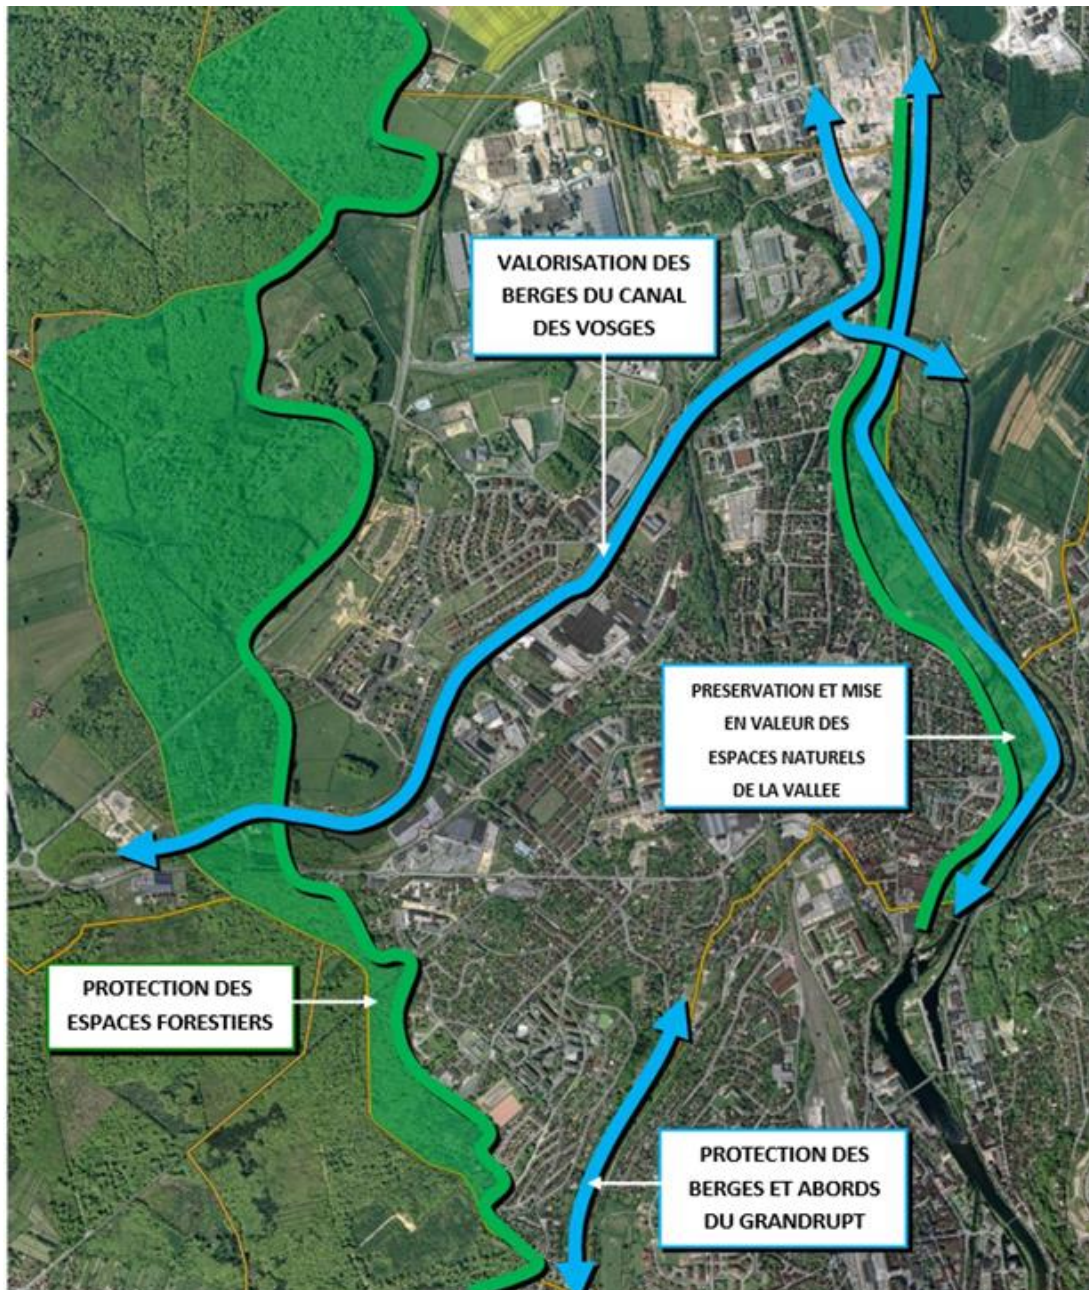 VALORISATION DES
BERGES DU CANAL
DES VOSGES
PRESERVATION ET MISE
EN VALEUR DES
ESPACES NATURELS
DE LA VALLEE
PROTECTION DES
ESPACES FORESTIERS
PROTECTION DES
BERGES ET ABORDS
DU GRANDRUPT